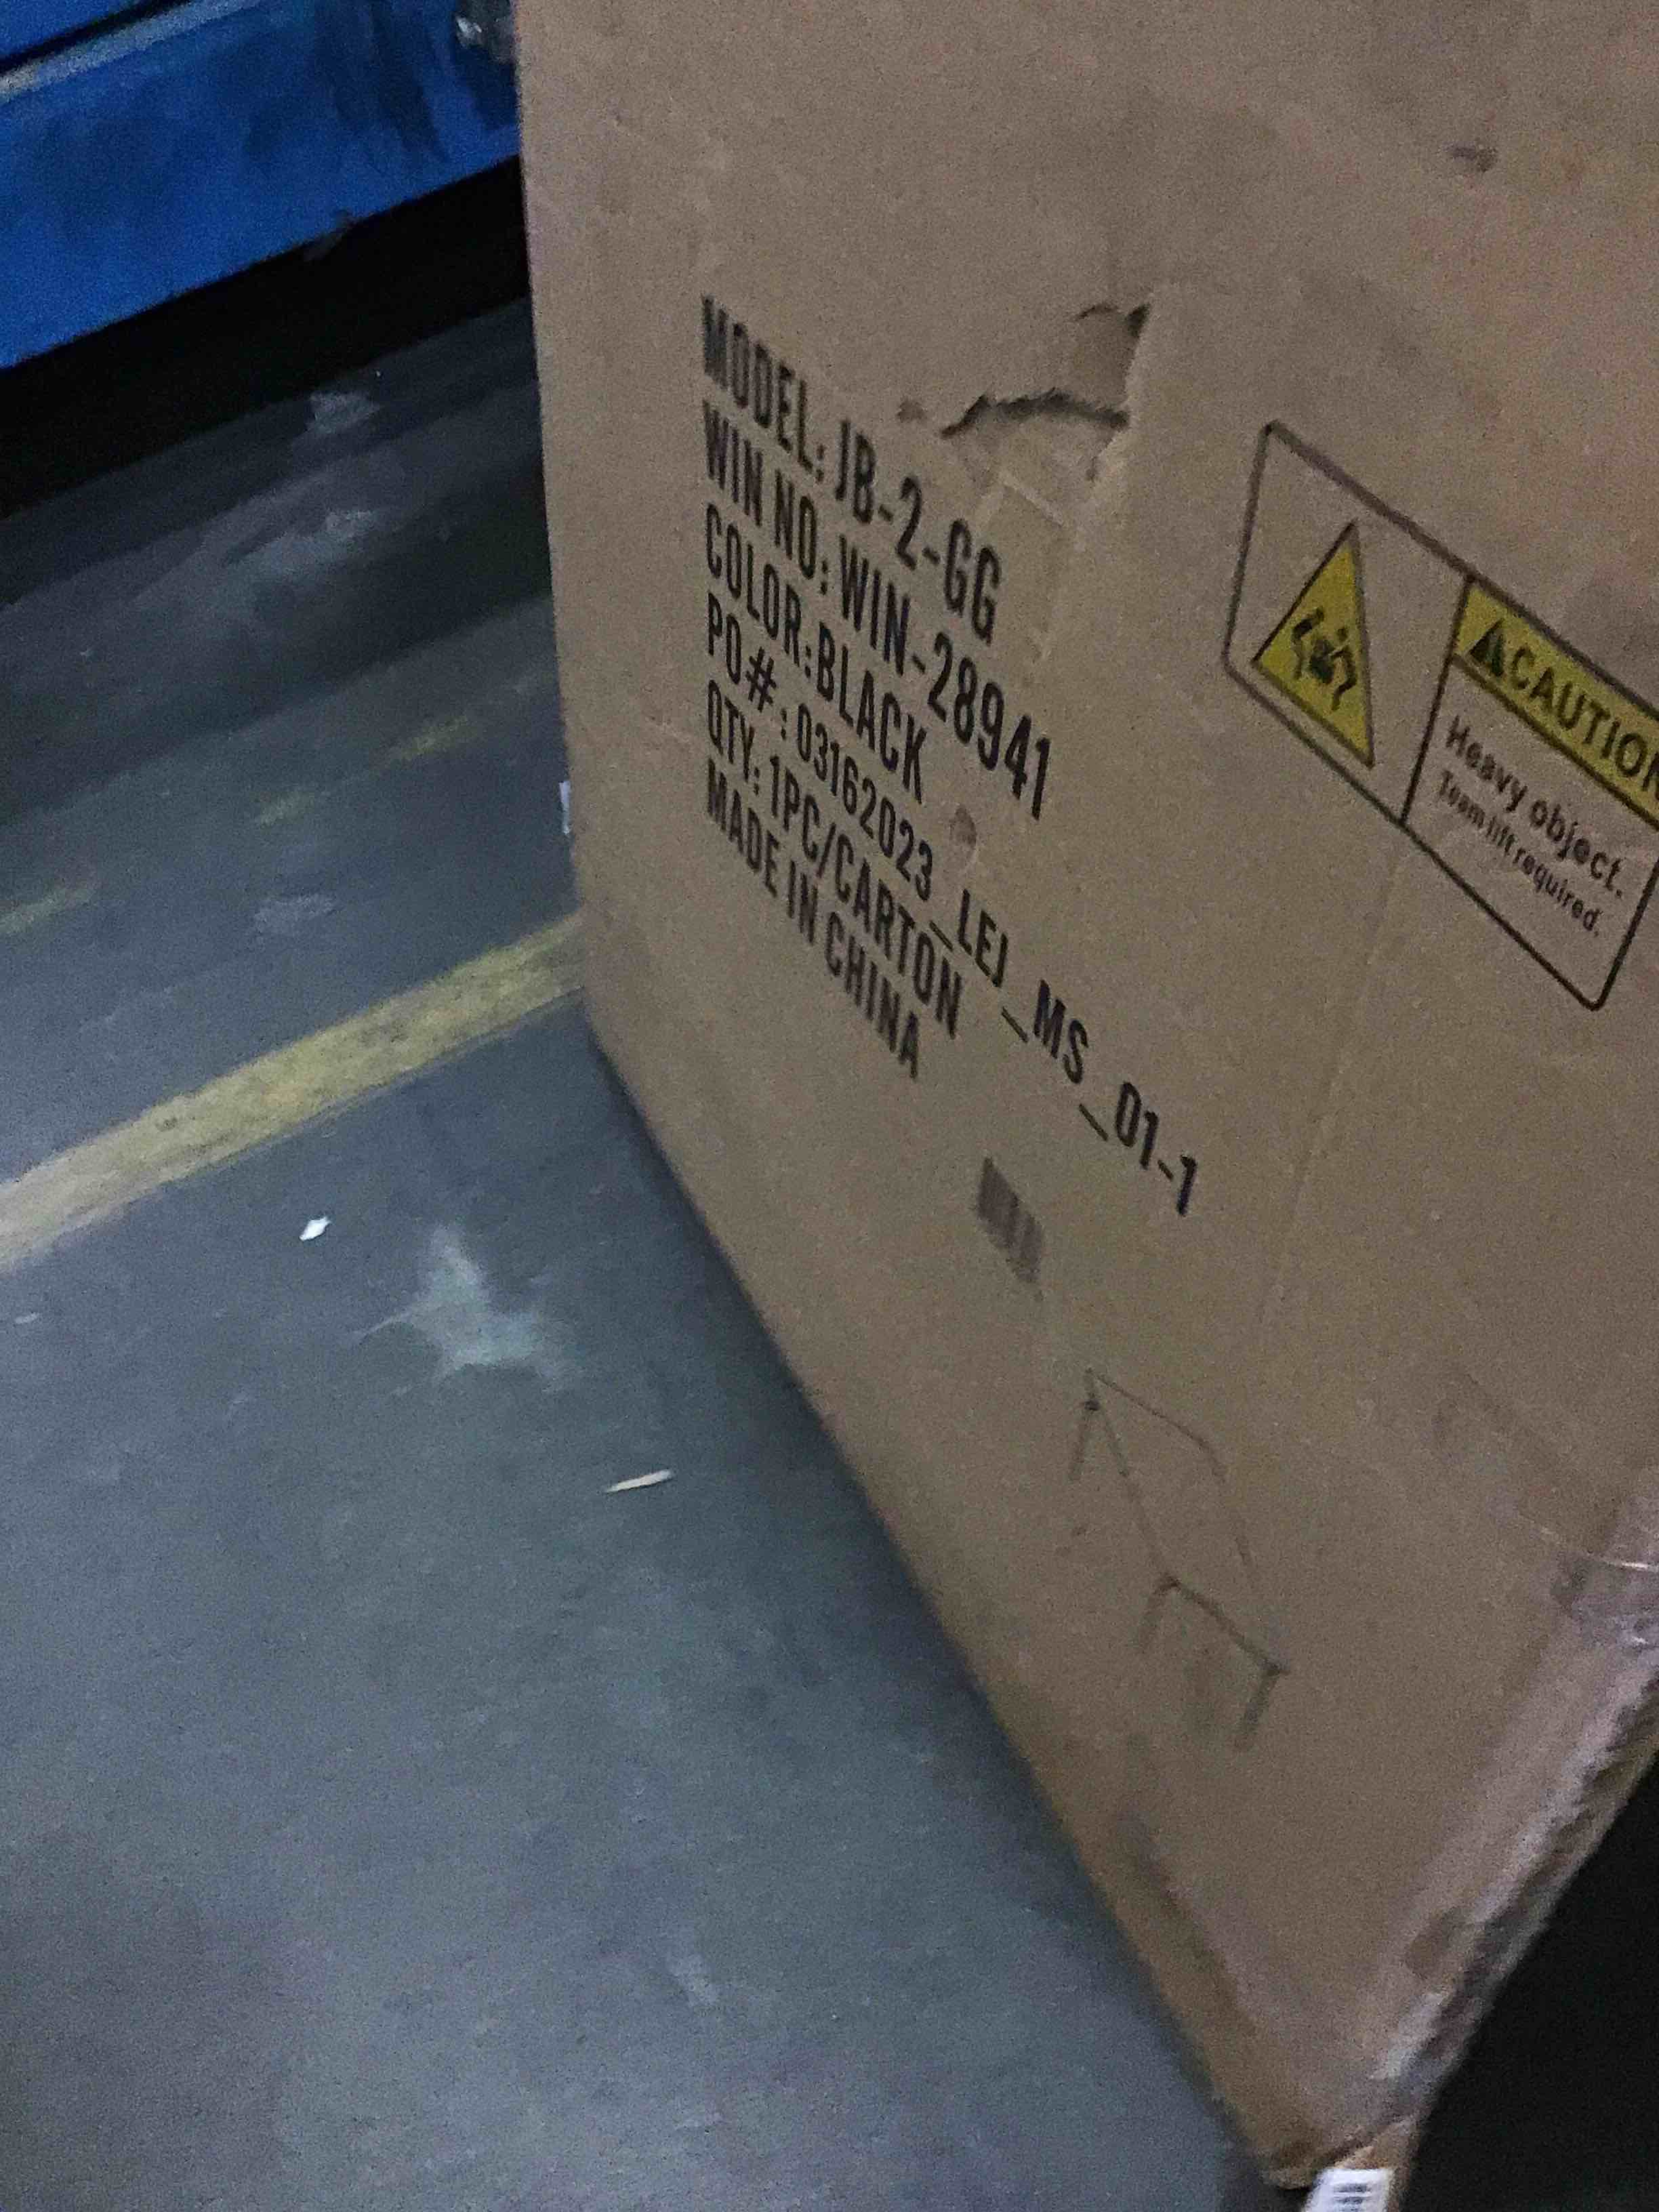 MODEL: JB-2-GG
WIN NO: WIN-28941
COLOR:BLACK
PO# : 03162023_LEJ_MS_01-1
QTY: 1PC/CARTON
MADE IN CHINA
CAUTION
Heavy object.
Team lift required.